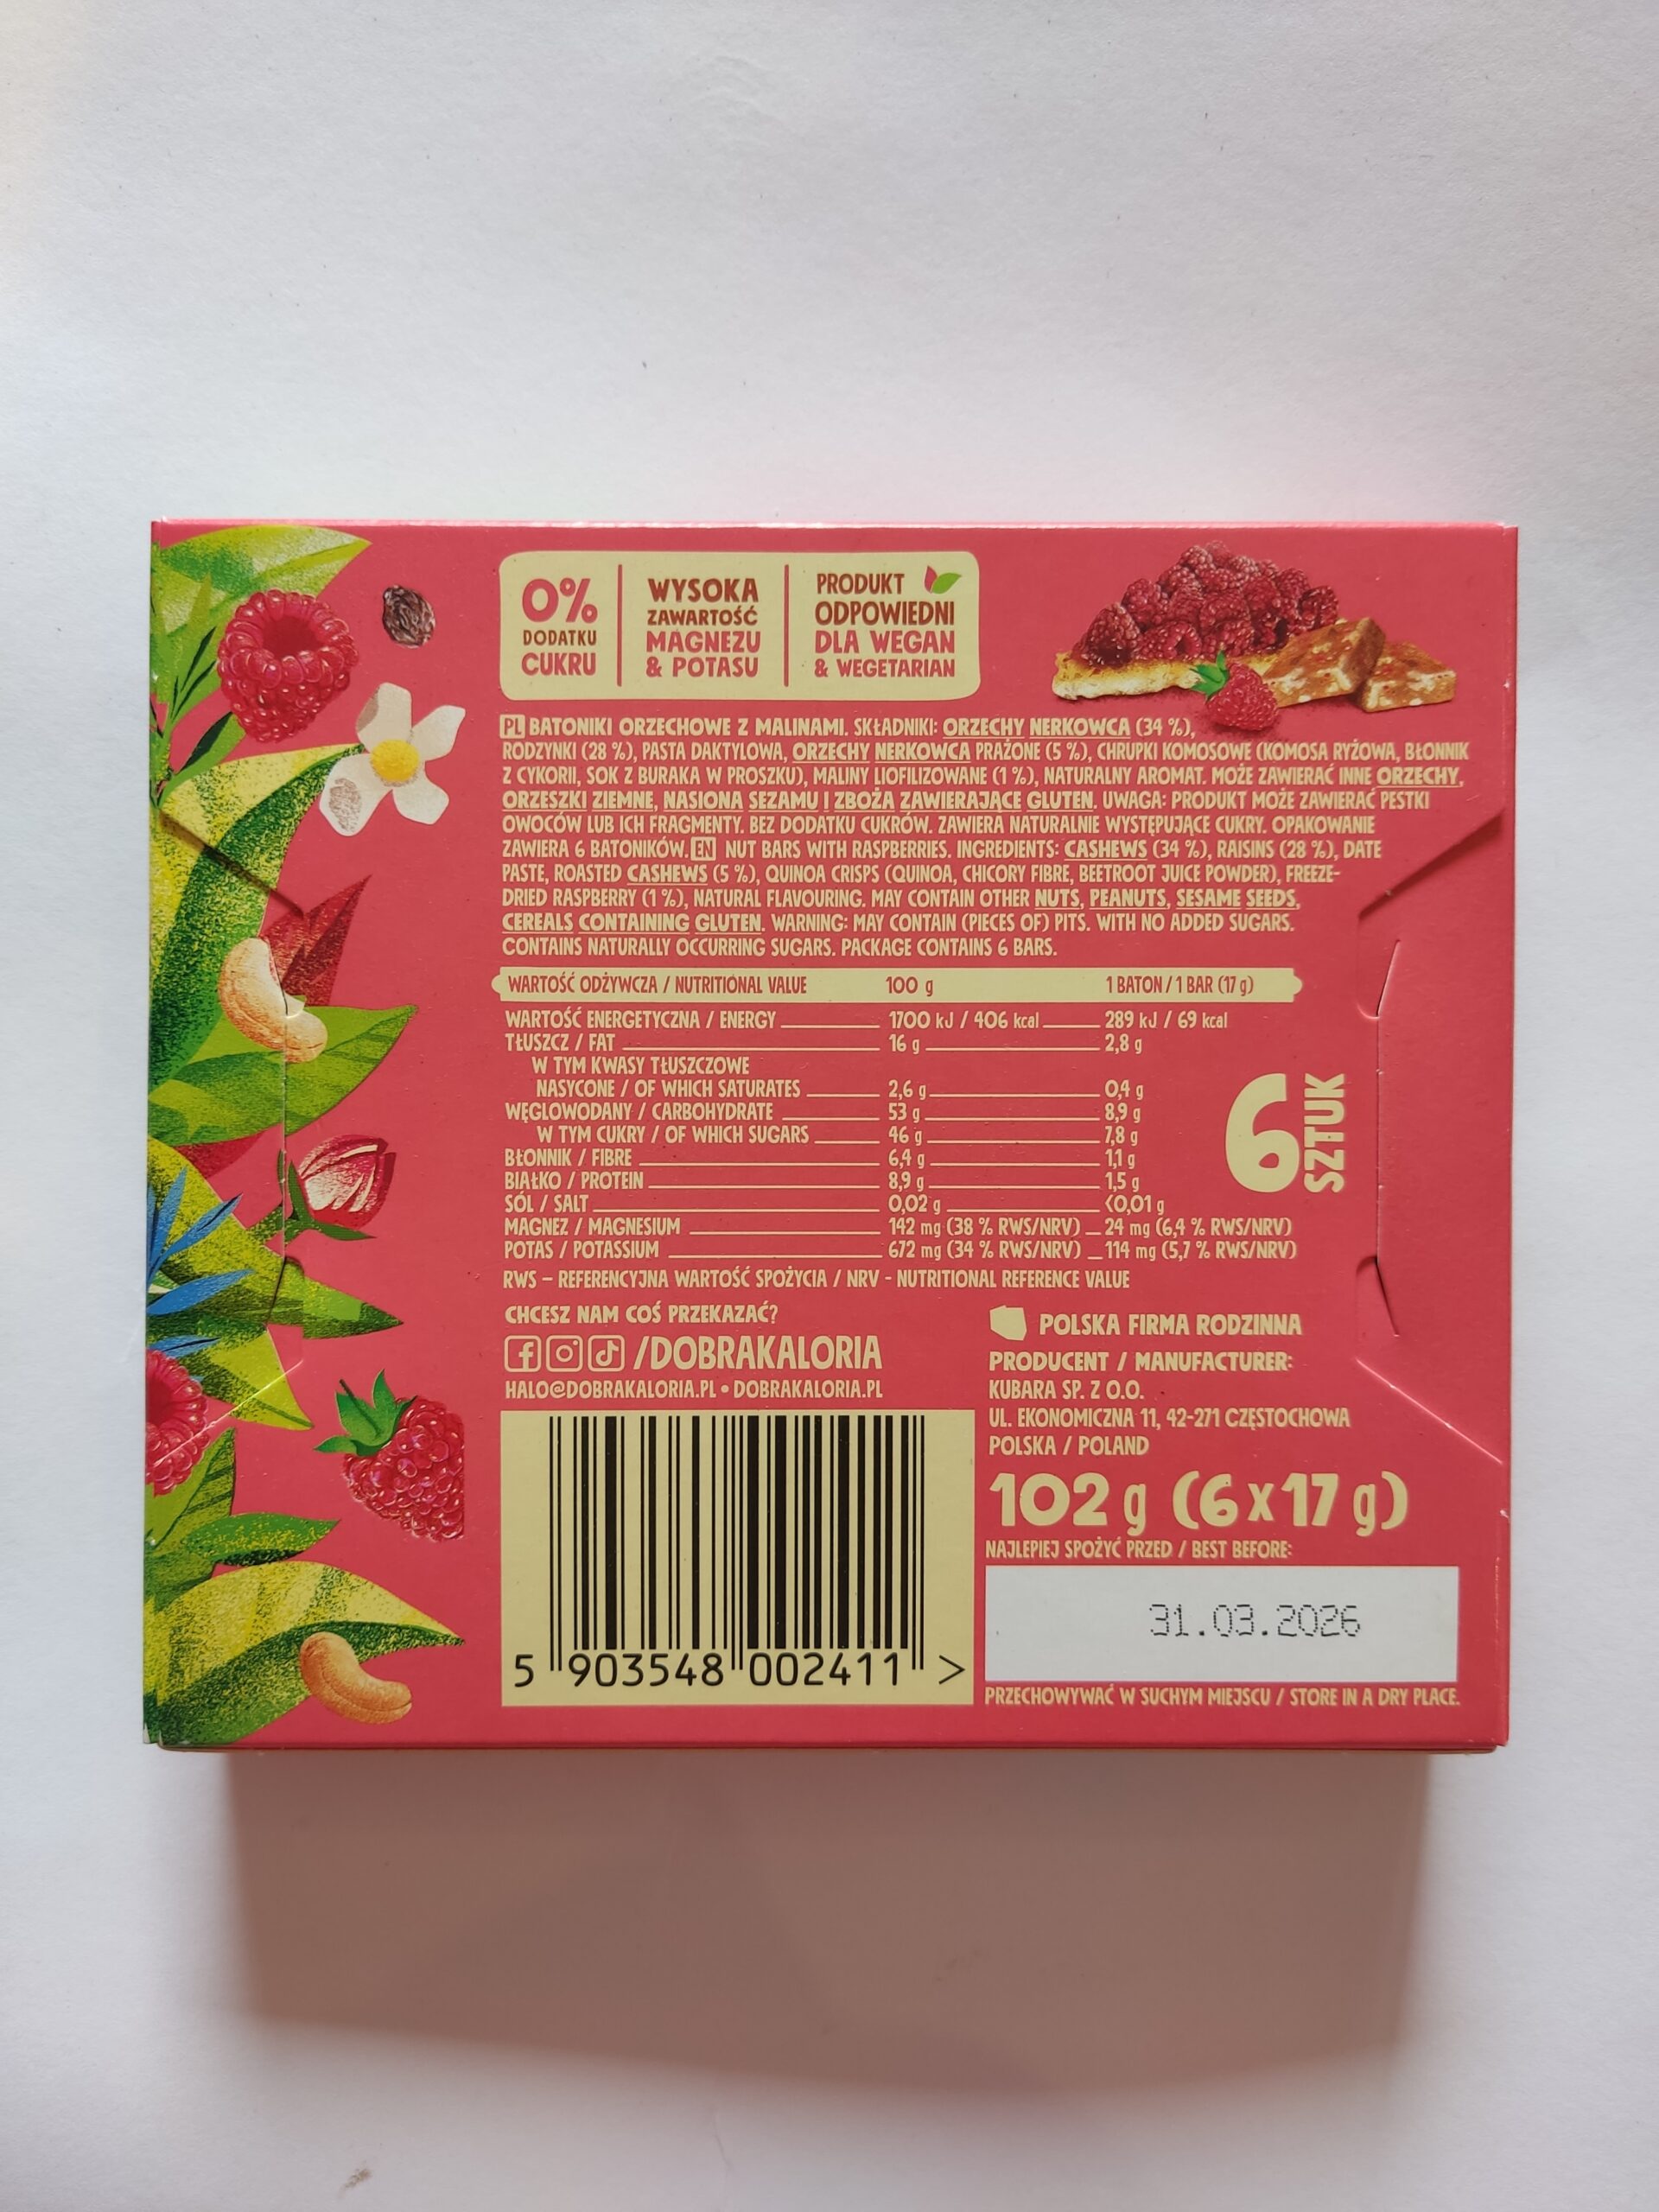 0%
DODATKU
CUKRU
WYSOKA
ZAWARTOŚĆ
MAGNEZU
& POTASU
PRODUKT
ODPOWIEDNI
DLA WEGAN
& WEGETARIAN
PL BATONIKI ORZECHOWE Z MALINAMI. SKŁADNIKI: ORZECHY NERKOWCA (34 %),
RODZYNKI (28 %), PASTA DAKTYLOWA, ORZECHY NERKOWCA PRAŻONE (5 %), CHRUPKI KOMOSOWE (KOMOSA RYŻOWA, BŁONNIK
Z CYKORII, SOK Z BURAKA W PROSZKU), MALINY LIOFILIZOWANE (1 %), NATURALNY AROMAT. MOŻE ZAWIERAĆ INNE ORZECHY,
ORZESZKI ZIEMNE, NASIONA SEZAMU I ZBOŻA ZAWIERAJĄCE GLUTEN. UWAGA: PRODUKT MOŻE ZAWIERAĆ PESTKI
OWOCÓW LUB ICH FRAGMENTY. BEZ DODATKU CUKRÓW. ZAWIERA NATURALNIE WYSTĘPUJĄCE CUKRY. OPAKOWANIE
ZAWIERA 6 BATONIKÓW. EN NUT BARS WITH RASPBERRIES. INGREDIENTS: CASHEWS (34 %), RAISINS (28 %), DATE
PASTE, ROASTED CASHEWS (5 %), QUINOA CRISPS (QUINOA, CHICORY FIBRE, BEETROOT JUICE POWDER), FREEZE-
DRIED RASPBERRY (1 %), NATURAL FLAVOURING. MAY CONTAIN OTHER NUTS, PEANUTS, SESAME SEEDS,
CEREALS CONTAINING GLUTEN. WARNING: MAY CONTAIN (PIECES OF) PITS. WITH NO ADDED SUGARS.
CONTAINS NATURALLY OCCURRING SUGARS. PACKAGE CONTAINS 6 BARS.
WARTOŚĆ ODŻYWCZA / NUTRITIONAL VALUE 100 g 1 BATON / 1 BAR (17 g)
WARTOŚĆ ENERGETYCZNA / ENERGY 1700 kJ / 406 kcal 289 kJ / 69 kcal
TŁUSZCZ / FAT 16 g 2,8 g
W TYM KWASY TŁUSZCZOWE
NASYCONE / OF WHICH SATURATES 2,6 g 0,4 g
WĘGLOWODANY / CARBOHYDRATE 53 g 8,9 g
W TYM CUKRY / OF WHICH SUGARS 46 g 7,8 g
BŁONNIK / FIBRE 6,4 g 1,1 g
BIAŁKO / PROTEIN 8,9 g 1,5 g
SÓL / SALT 0,02 g <0,01 g
MAGNEZ / MAGNESIUM 142 mg (38 % RWS/NRV) 24 mg (6,4 % RWS/NRV)
POTAS / POTASSIUM 672 mg (34 % RWS/NRV) 114 mg (5,7 % RWS/NRV)
RWS – REFERENCYJNA WARTOŚĆ SPOŻYCIA / NRV - NUTRITIONAL REFERENCE VALUE
6 SZTUK
CHCESZ NAM COŚ PRZEKAZAĆ?
/DOBRAKALORIA
HALO@DOBRAKALORIA.PL • DOBRAKALORIA.PL
5 903548 002411 >
POLSKA FIRMA RODZINNA
PRODUCENT / MANUFACTURER:
KUBARA SP. Z O.O.
UL. EKONOMICZNA 11, 42-271 CZĘSTOCHOWA
POLSKA / POLAND
102 g (6 x 17 g)
NAJLEPIEJ SPOŻYĆ PRZED / BEST BEFORE:
31.03.2026
PRZECHOWYWAĆ W SUCHYM MIEJSCU / STORE IN A DRY PLACE.